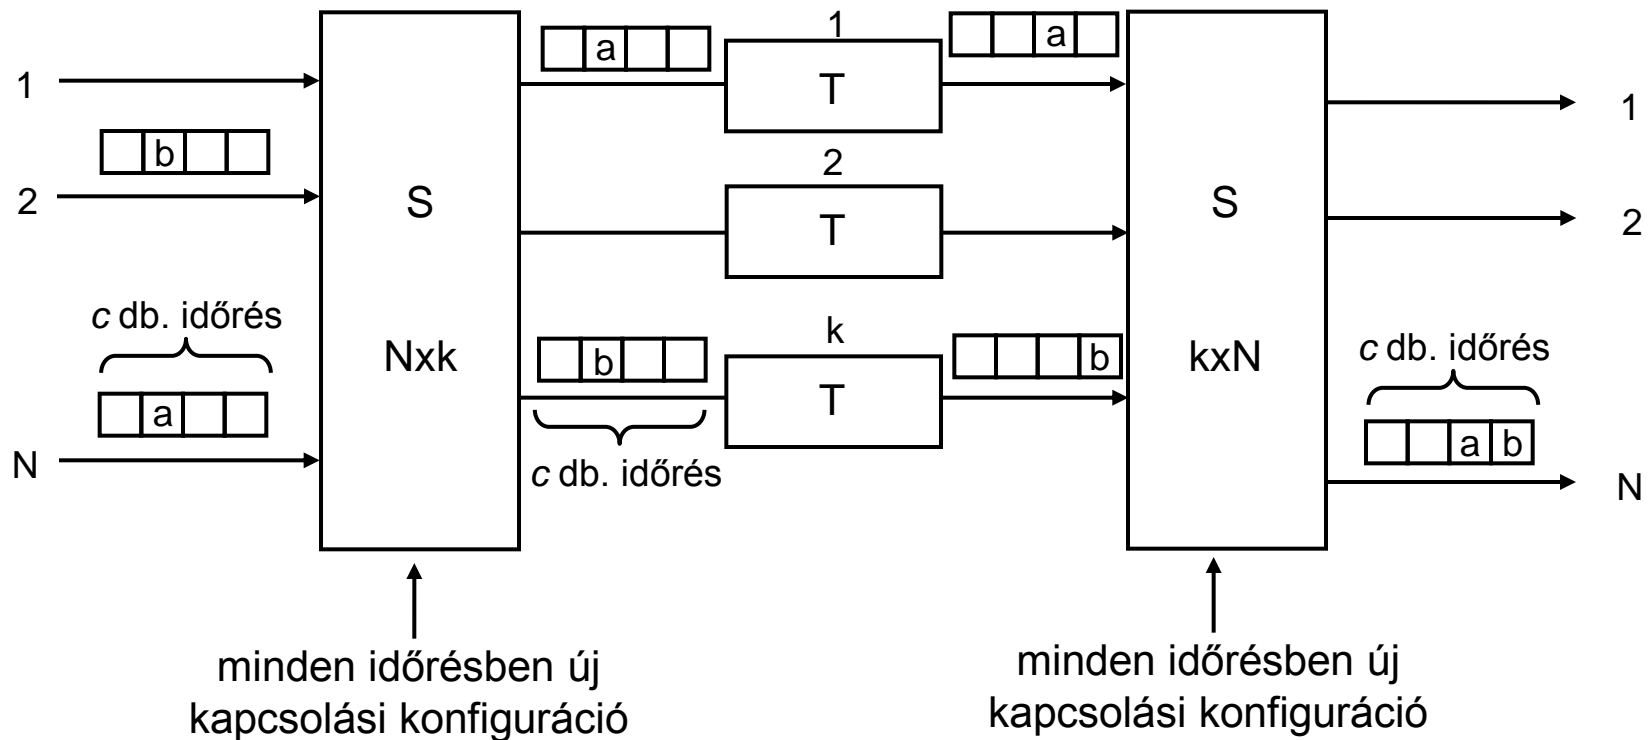 1
a
a
1
T
1
b
2
S
2
T
S
2
c db. időrés
a
N
Nxk
b
c db. időrés
k
T
b
kxN
c db. időrés
a b
N
minden időrésben új
kapcsolási konfiguráció
minden időrésben új
kapcsolási konfiguráció